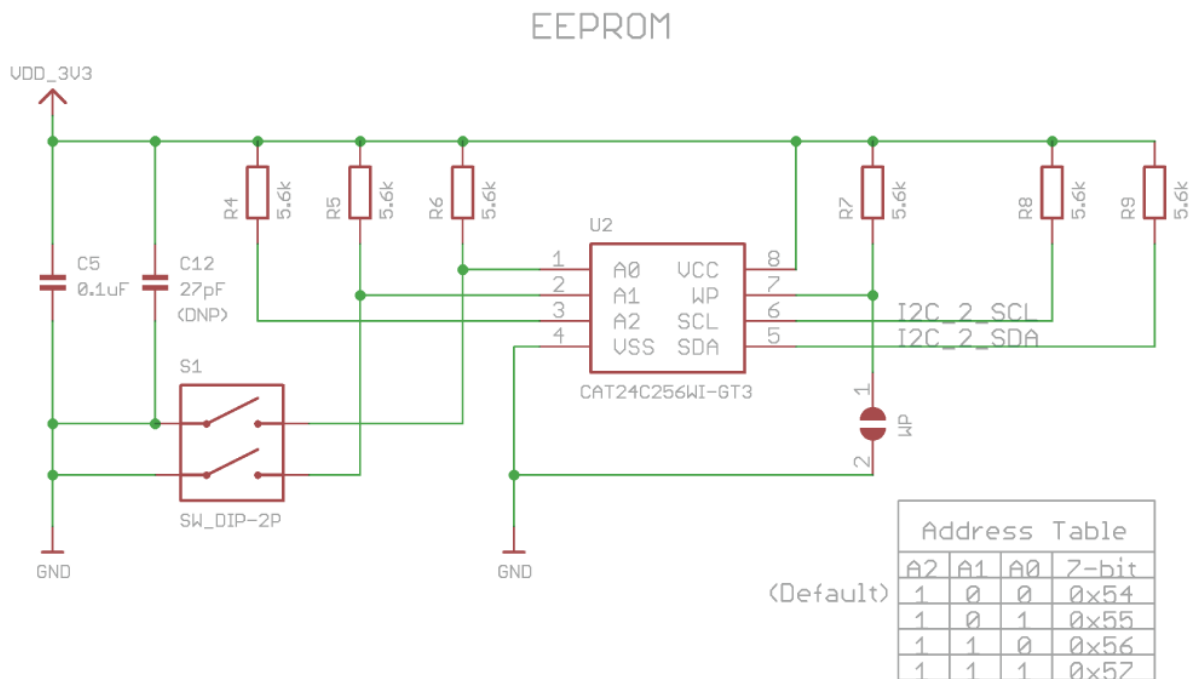 EEPROM
VDD_3V3
R4
5.6k
R5
5.6k
R6
5.6k
R7
5.6k
R8
5.6k
R9
5.6k
C5
0.1uF
C12
27pF
(DNP)
U2
1 A0 VCC 8
2 A1 WP 7
3 A2 SCL 6
4 VSS SDA 5
I2C_2_SCL
I2C_2_SDA
CAT24C256WI-GT3
S1
SW_DIP-2P
1
WP
2
GND
GND
Address Table
A2 A1 A0 7-bit
(Default) 1 0 0 0x54
1 0 1 0x55
1 1 0 0x56
1 1 1 0x57